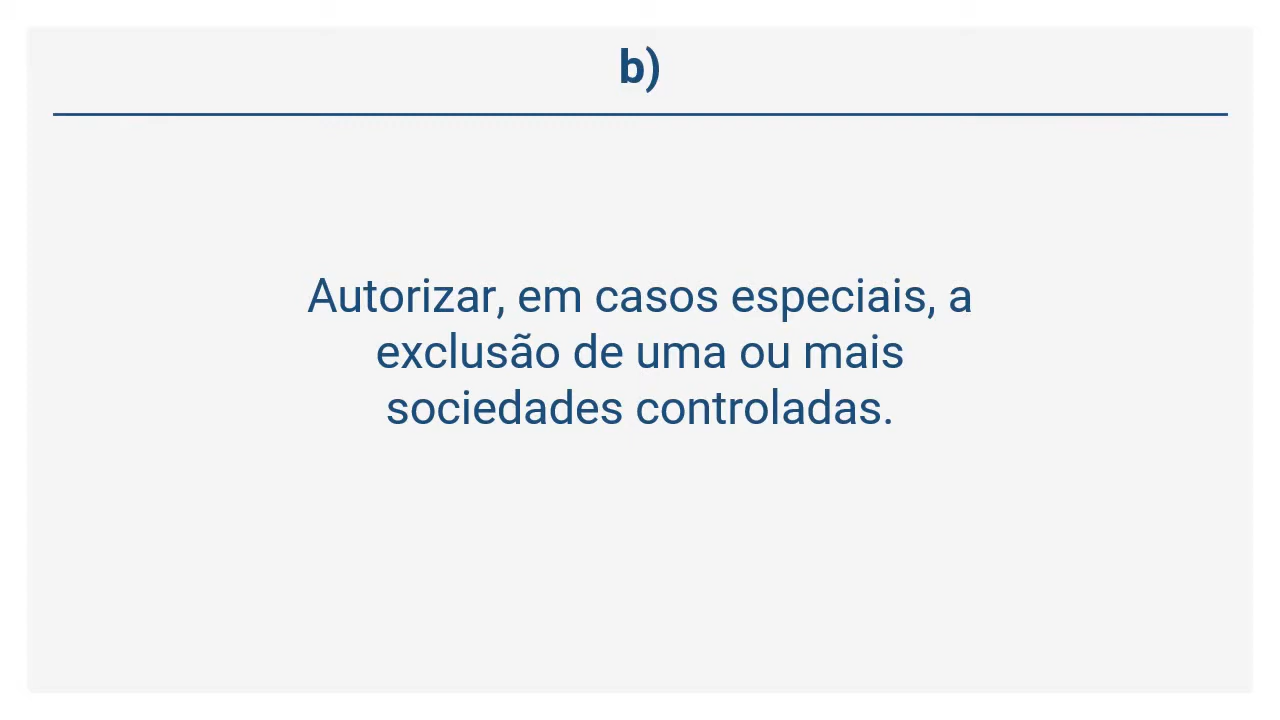 b)
Autorizar, em casos especiais, a
exclusão de uma ou mais
sociedades controladas.